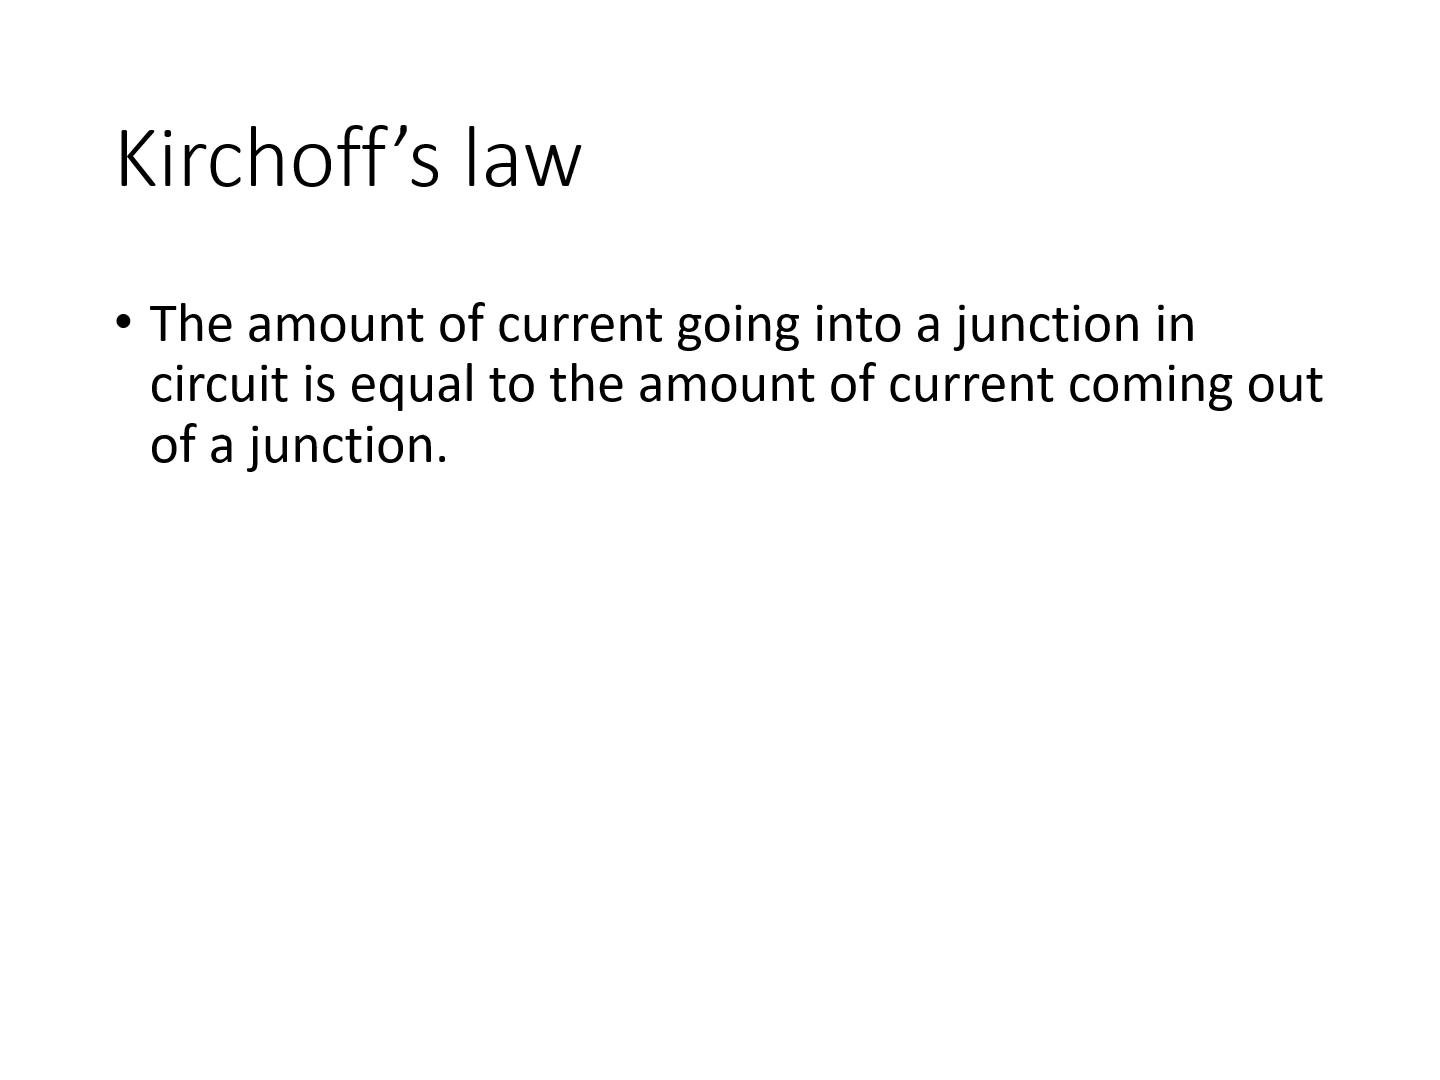 Kirchoff’s law
• The amount of current going into a junction in
circuit is equal to the amount of current coming out
of a junction.